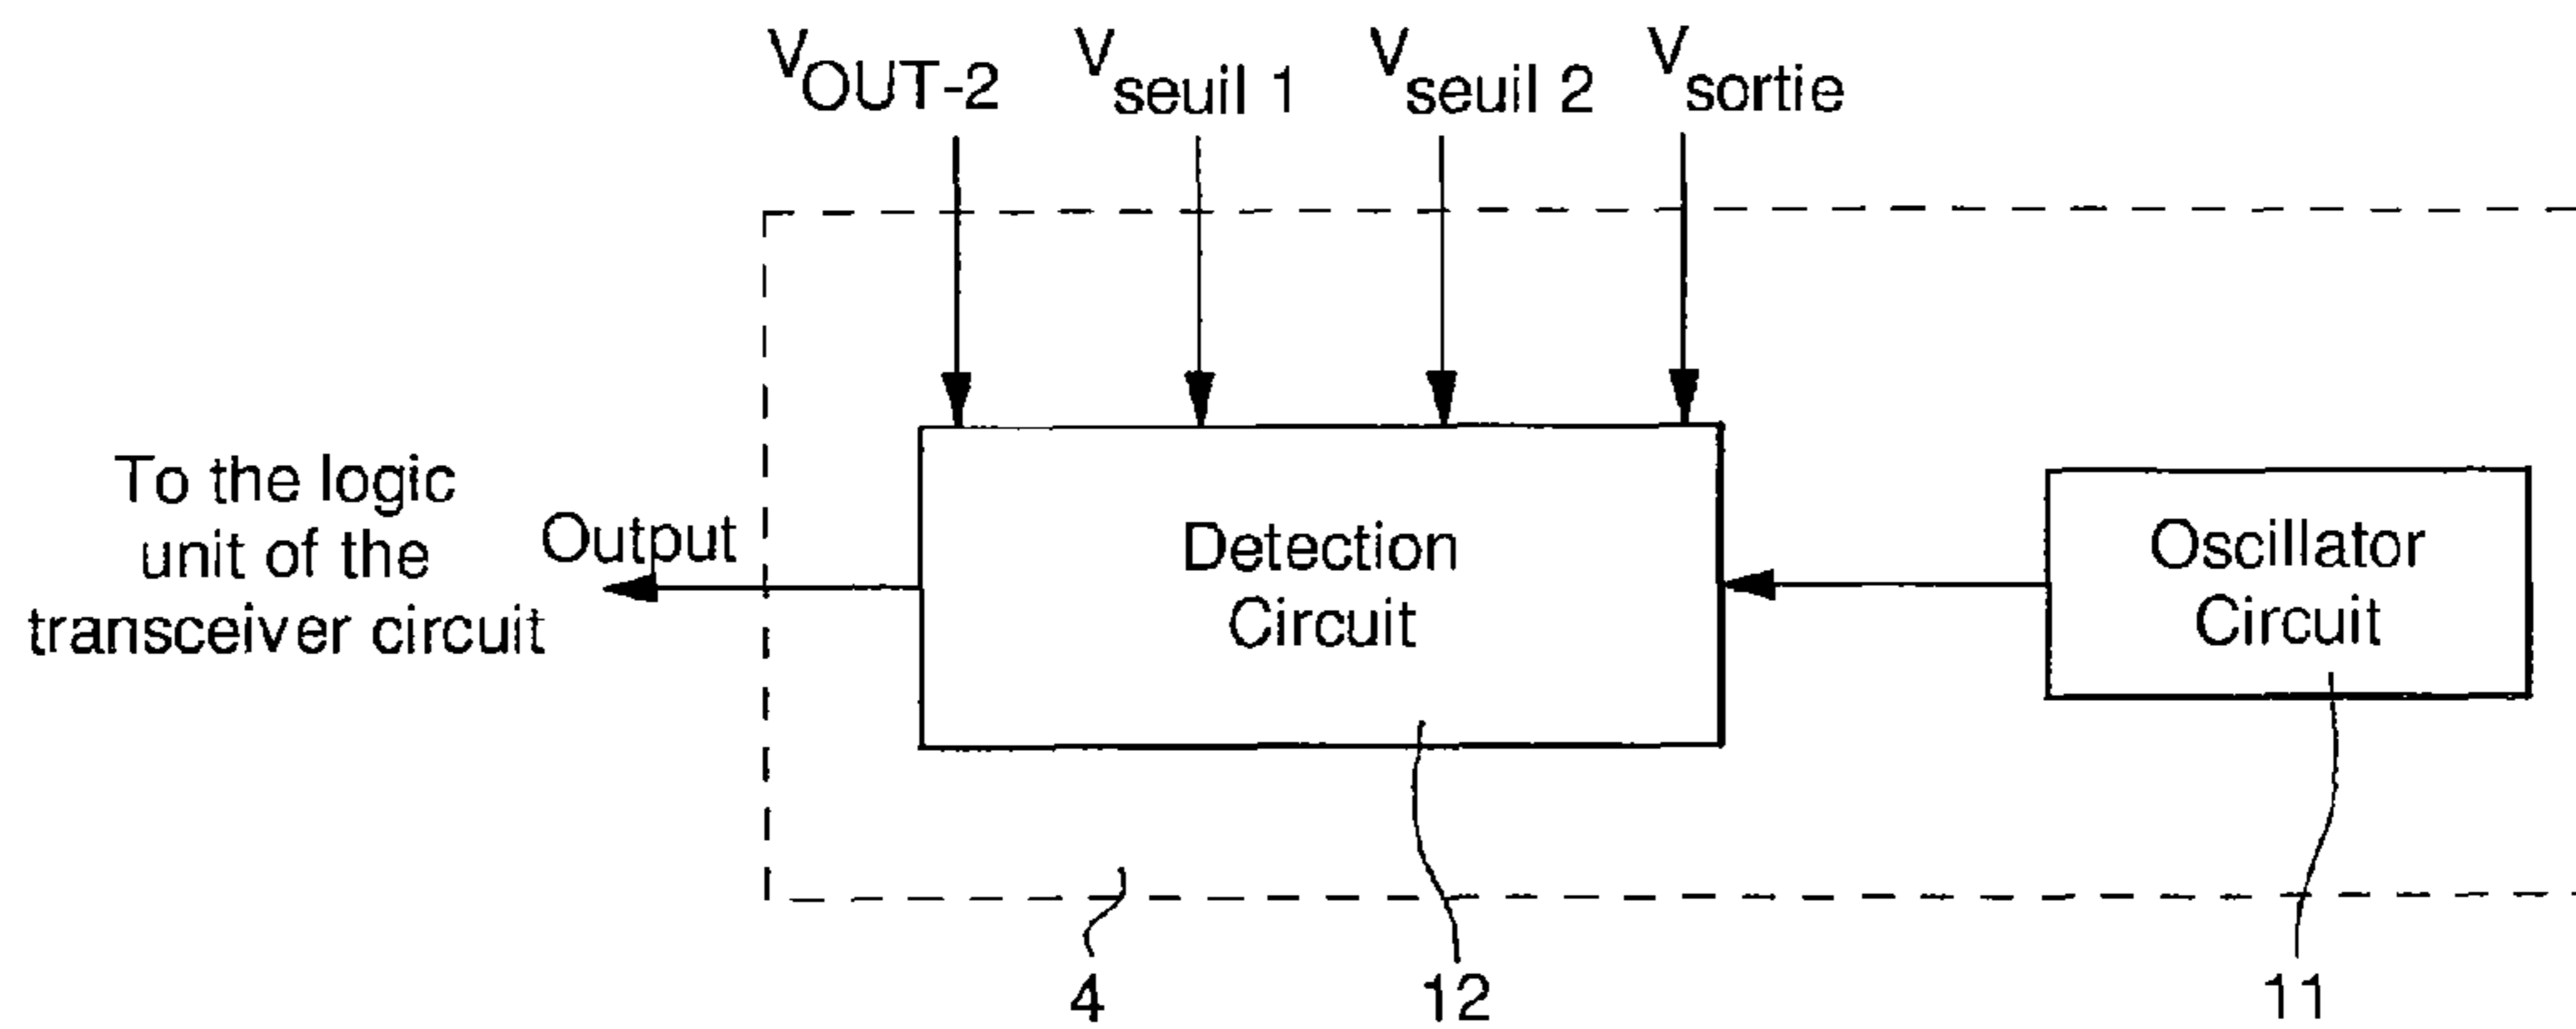 VOUT-2 Vseuil 1 Vseuil 2 Vsortie
To the logic
unit of the
transceiver circuit
Output
Detection
Circuit
Oscillator
Circuit
4 12 11